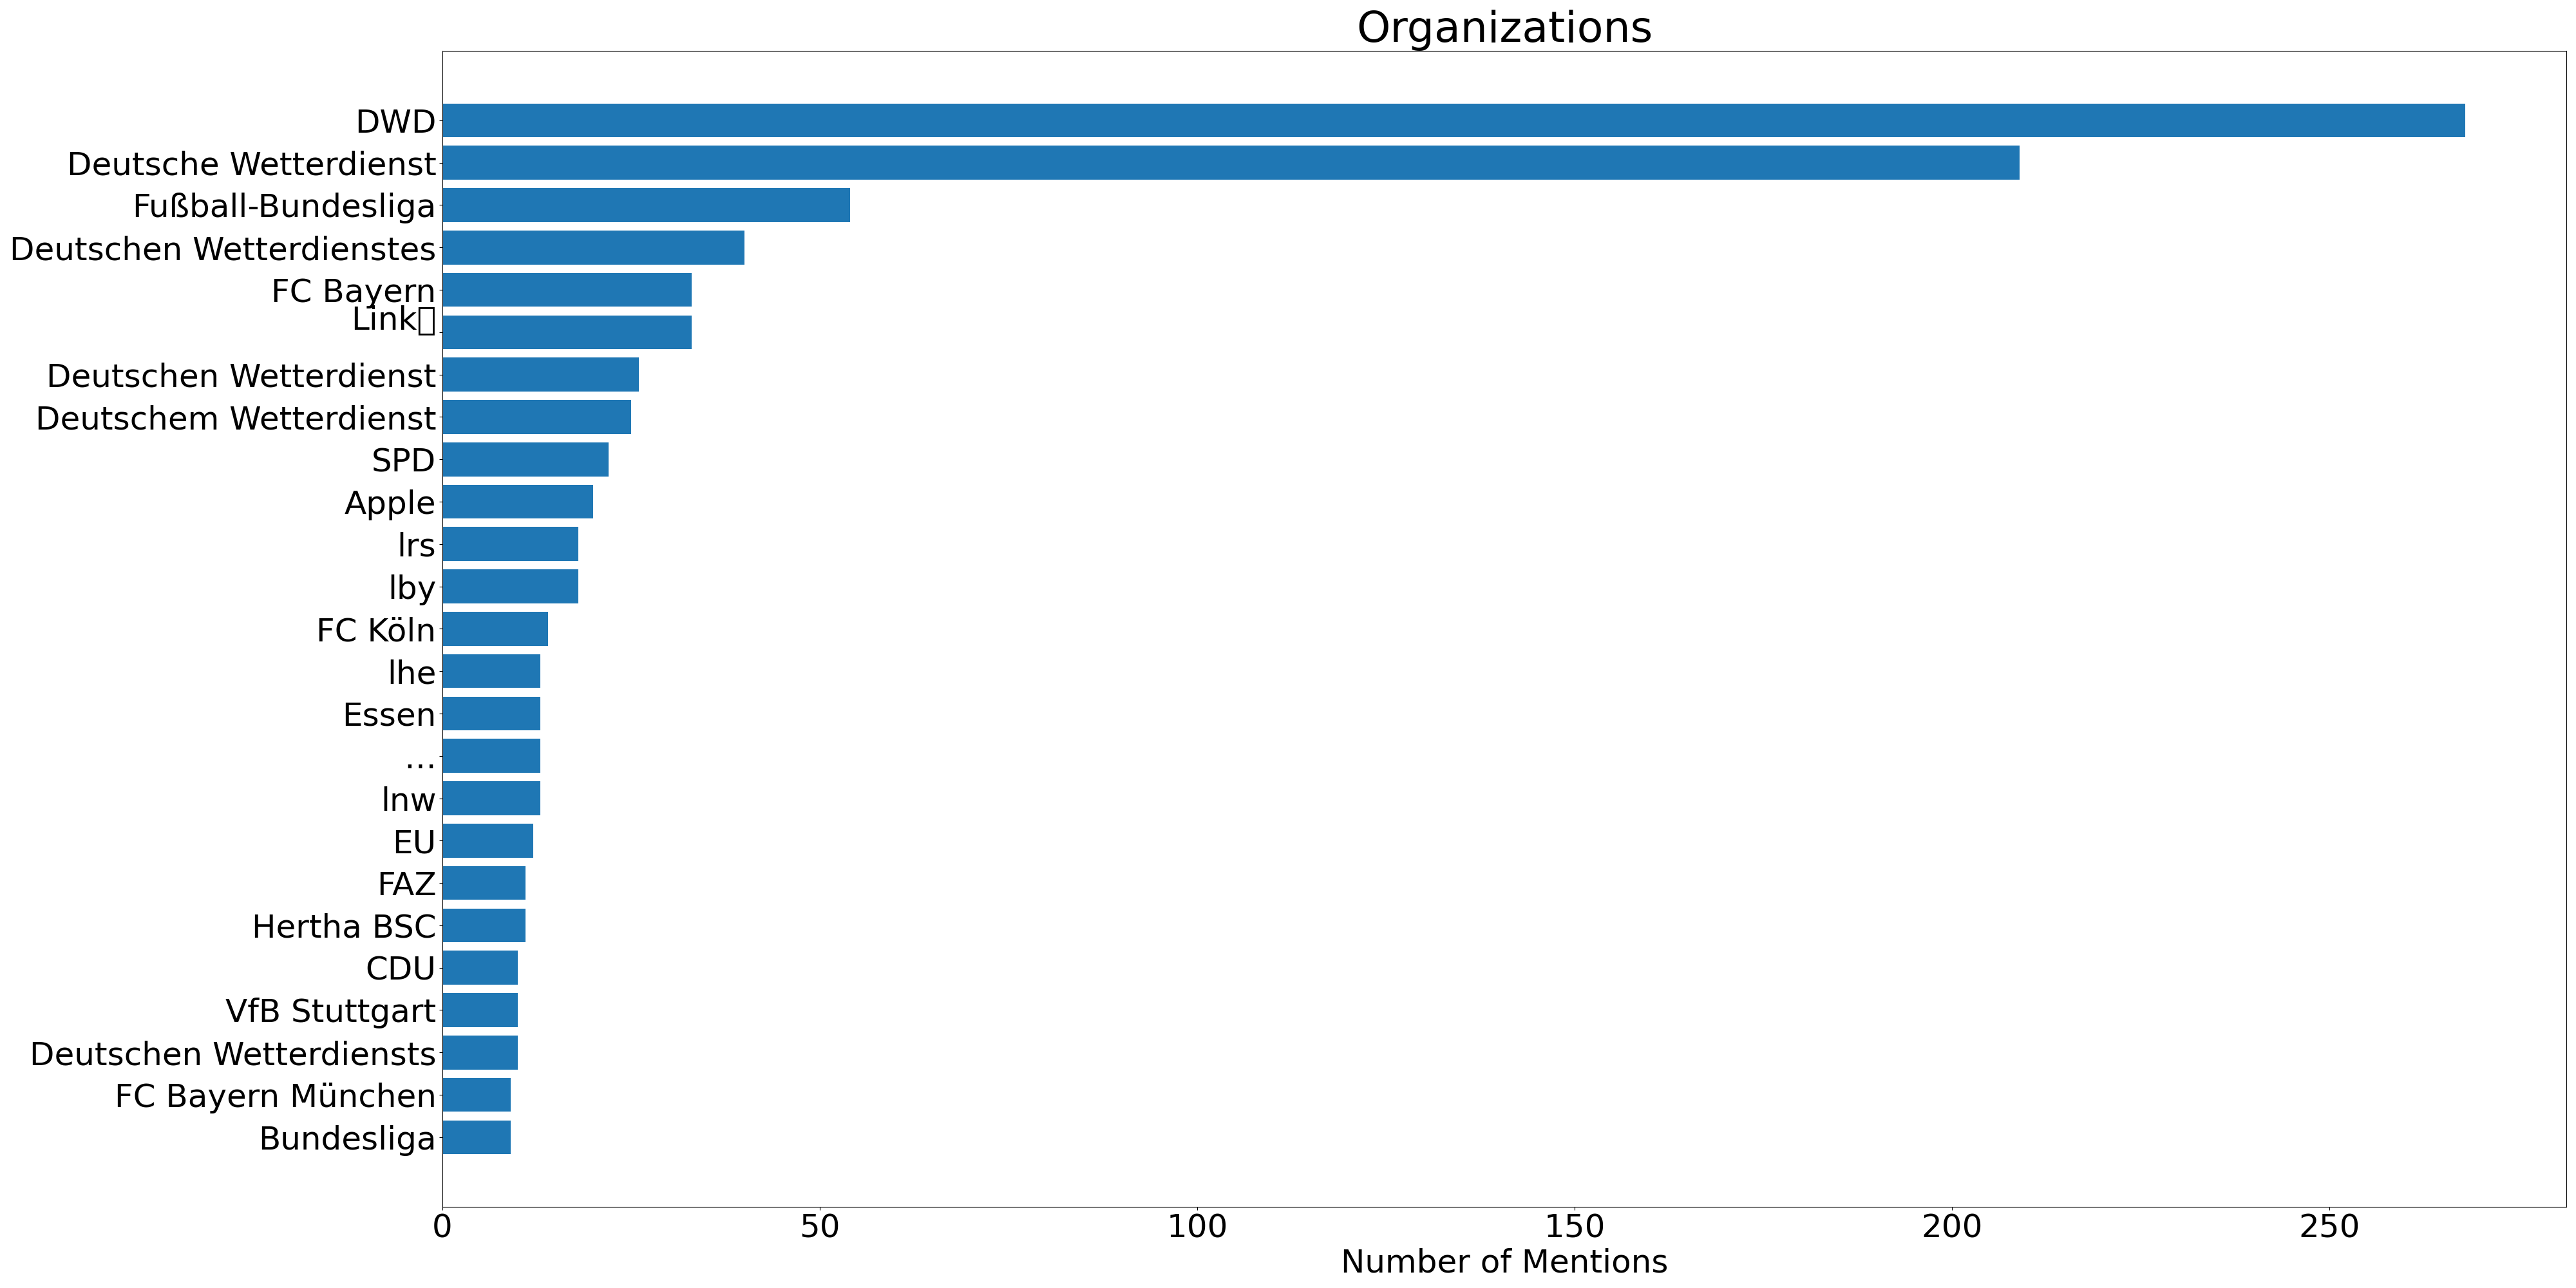 Organizations
DWD
Deutsche Wetterdienst
Fußball-Bundesliga
Deutschen Wetterdienstes
FC Bayern
Link
Deutschen Wetterdienst
Deutschem Wetterdienst
SPD
Apple
lrs
lby
FC Köln
lhe
Essen
...
lnw
EU
FAZ
Hertha BSC
CDU
VfB Stuttgart
Deutschen Wetterdiensts
FC Bayern München
Bundesliga
0 50 100 150 200 250
Number of Mentions